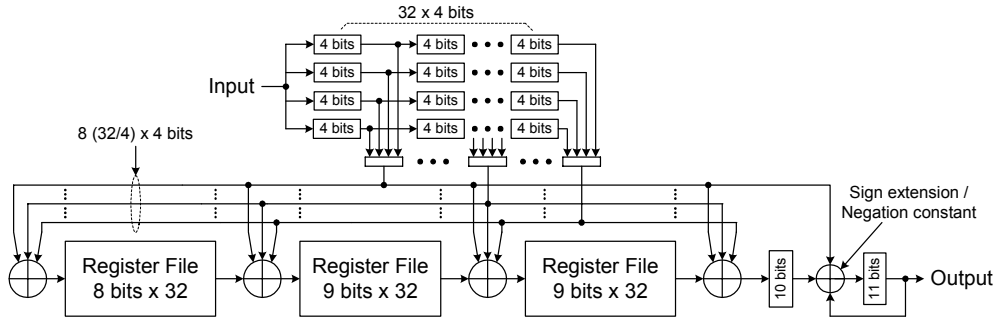 32 x 4 bits
4 bits 4 bits 4 bits
4 bits 4 bits 4 bits
Input
4 bits 4 bits 4 bits
4 bits 4 bits 4 bits
8 (32/4) x 4 bits
Sign extension /
Negation constant
Register File
8 bits x 32
Register File
9 bits x 32
Register File
9 bits x 32
10 bits
11 bits
Output